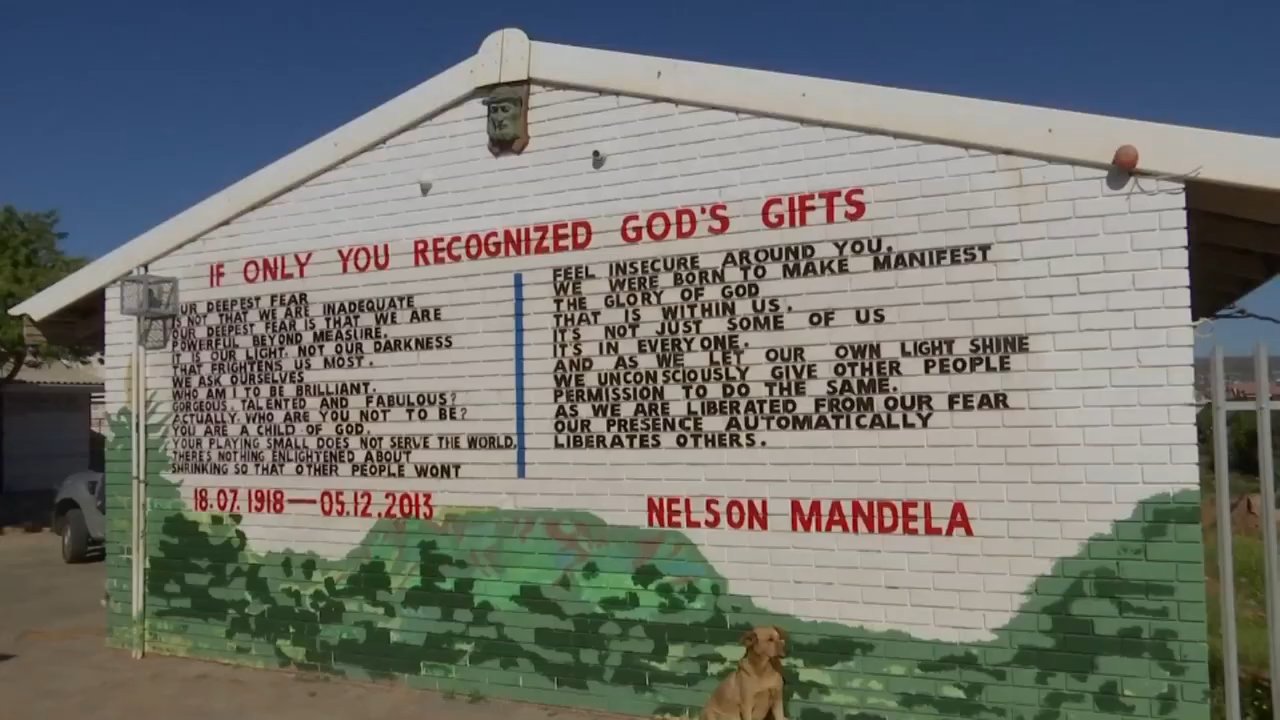 IF ONLY YOU RECOGNIZED GOD'S GIFTS
OUR DEEPEST FEAR
IS NOT THAT WE ARE INADEQUATE
OUR DEEPEST FEAR IS THAT WE ARE
POWERFUL BEYOND MEASURE.
IT IS OUR LIGHT. NOT OUR DARKNESS
THAT FRIGHTENS US MOST.
WE ASK OURSELVES
WHO AM I TO BE BRILLIANT.
GORGEOUS, TALENTED AND FABULOUS?
ACTUALLY, WHO ARE YOU NOT TO BE?
YOU ARE A CHILD OF GOD.
YOUR PLAYING SMALL DOES NOT SERVE THE WORLD.
THERE'S NOTHING ENLIGHTENED ABOUT
SHRINKING SO THAT OTHER PEOPLE WONT
FEEL INSECURE AROUND YOU.
WE WERE BORN TO MAKE MANIFEST
THE GLORY OF GOD
THAT IS WITHIN US.
IT'S NOT JUST SOME OF US
IT'S IN EVERYONE.
AND AS WE LET OUR OWN LIGHT SHINE
WE UNCONSCIOUSLY GIVE OTHER PEOPLE
PERMISSION TO DO THE SAME.
AS WE ARE LIBERATED FROM OUR FEAR
OUR PRESENCE AUTOMATICALLY
LIBERATES OTHERS.
18.07.1918—05.12.2013
NELSON MANDELA